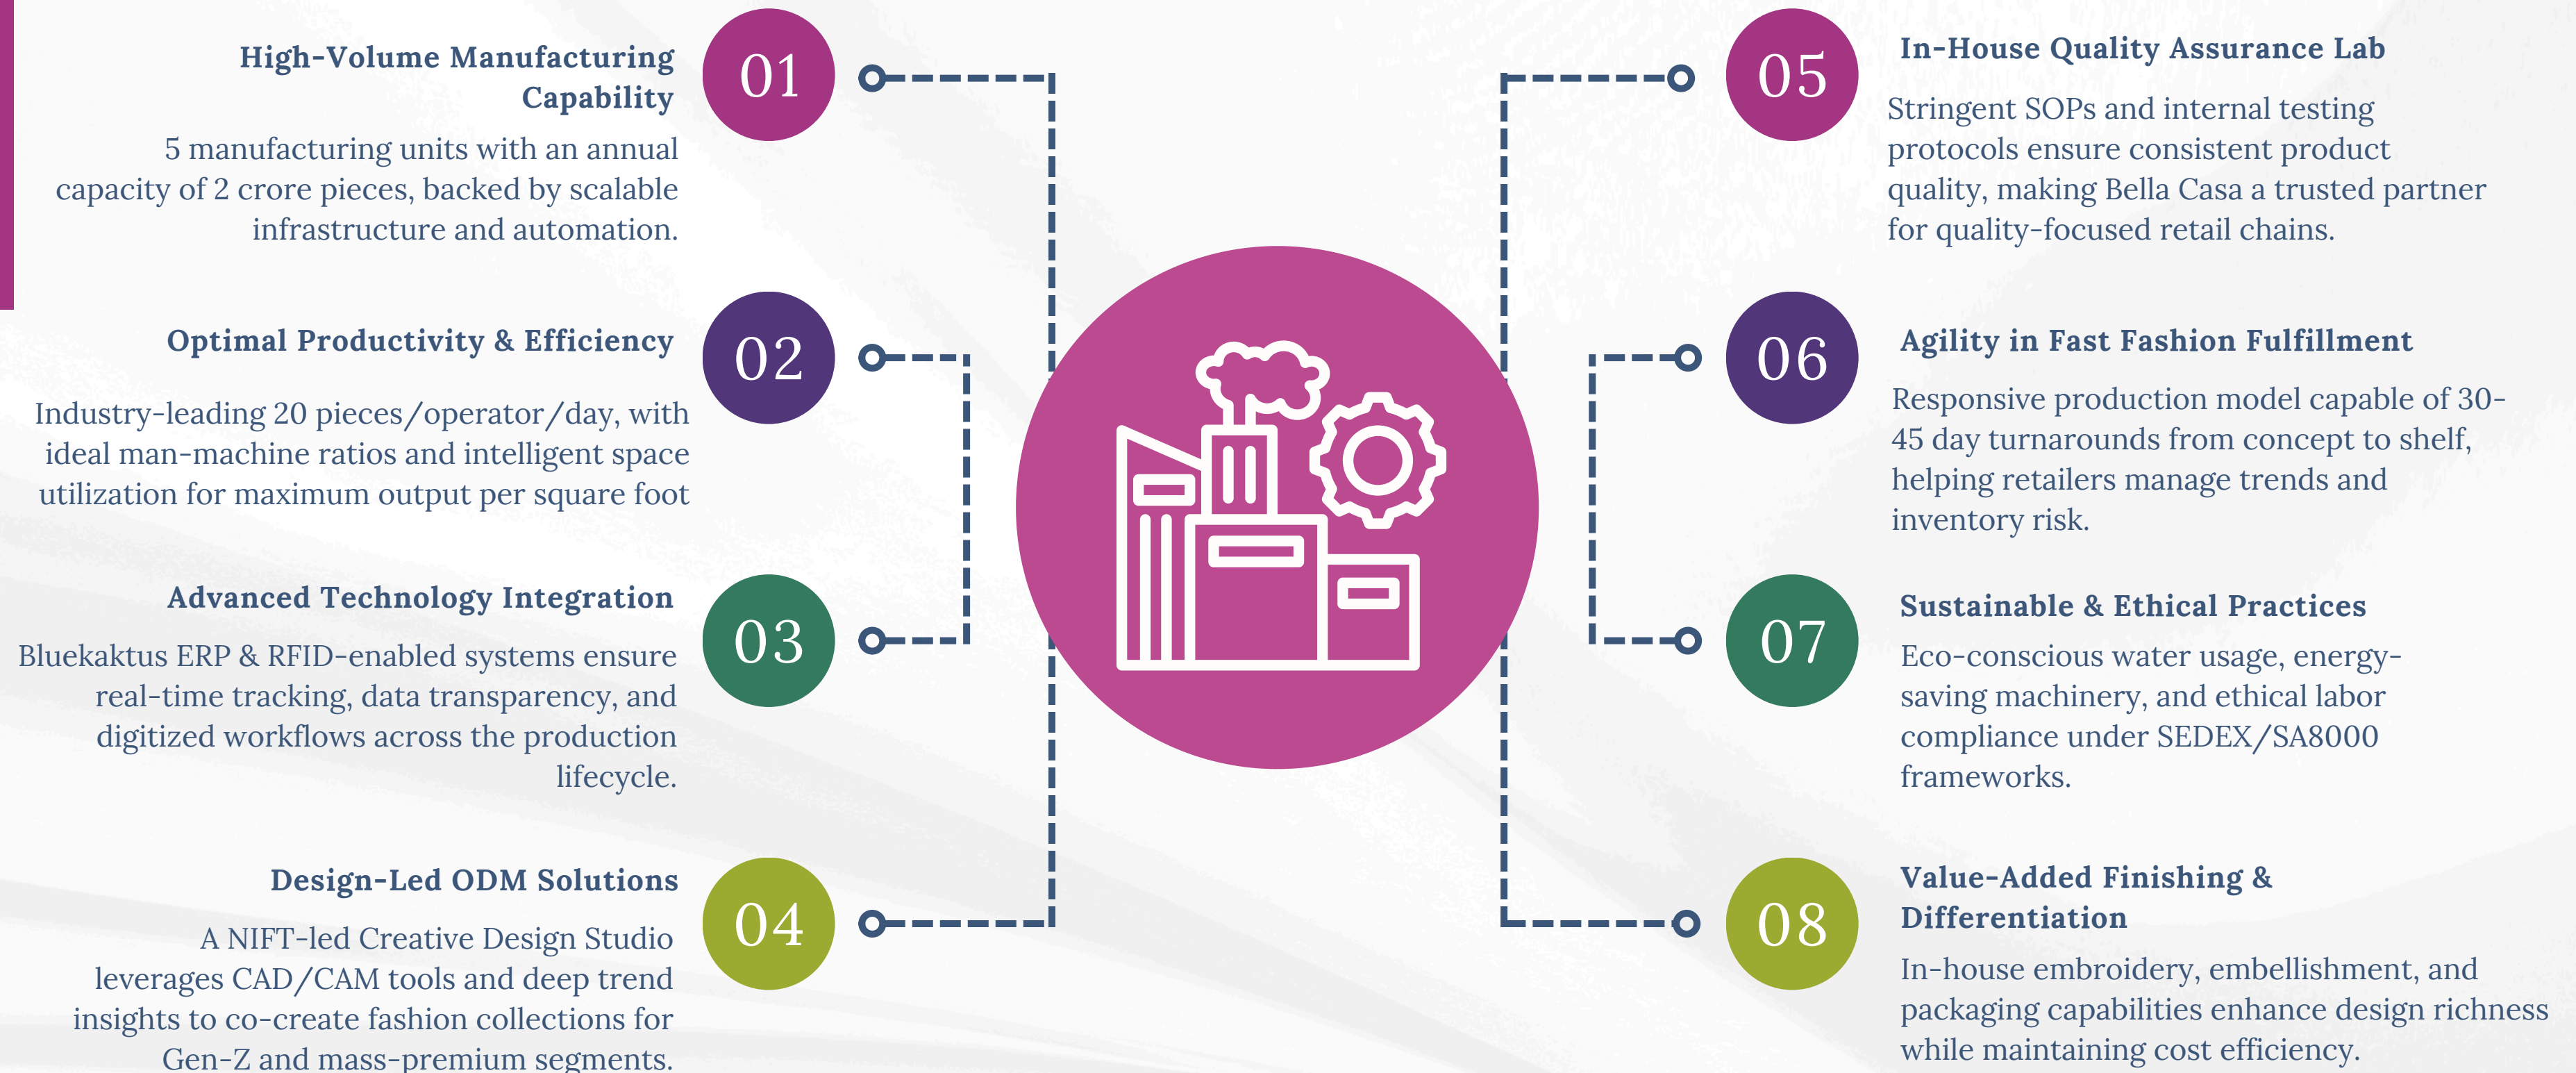 High-Volume Manufacturing
Capability
01
5 manufacturing units with an annual
capacity of 2 crore pieces, backed by scalable
infrastructure and automation.
Optimal Productivity & Efficiency
02
Industry-leading 20 pieces/operator/day, with
ideal man-machine ratios and intelligent space
utilization for maximum output per square foot
Advanced Technology Integration
03
Bluekaktus ERP & RFID-enabled systems ensure
real-time tracking, data transparency, and
digitized workflows across the production
lifecycle.
Design-Led ODM Solutions
04
A NIFT-led Creative Design Studio
leverages CAD/CAM tools and deep trend
insights to co-create fashion collections for
Gen-Z and mass-premium segments.
05
In-House Quality Assurance Lab
Stringent SOPs and internal testing
protocols ensure consistent product
quality, making Bella Casa a trusted partner
for quality-focused retail chains.
06
Agility in Fast Fashion Fulfillment
Responsive production model capable of 30-
45 day turnarounds from concept to shelf,
helping retailers manage trends and
inventory risk.
07
Sustainable & Ethical Practices
Eco-conscious water usage, energy-
saving machinery, and ethical labor
compliance under SEDEX/SA8000
frameworks.
08
Value-Added Finishing &
Differentiation
In-house embroidery, embellishment, and
packaging capabilities enhance design richness
while maintaining cost efficiency.